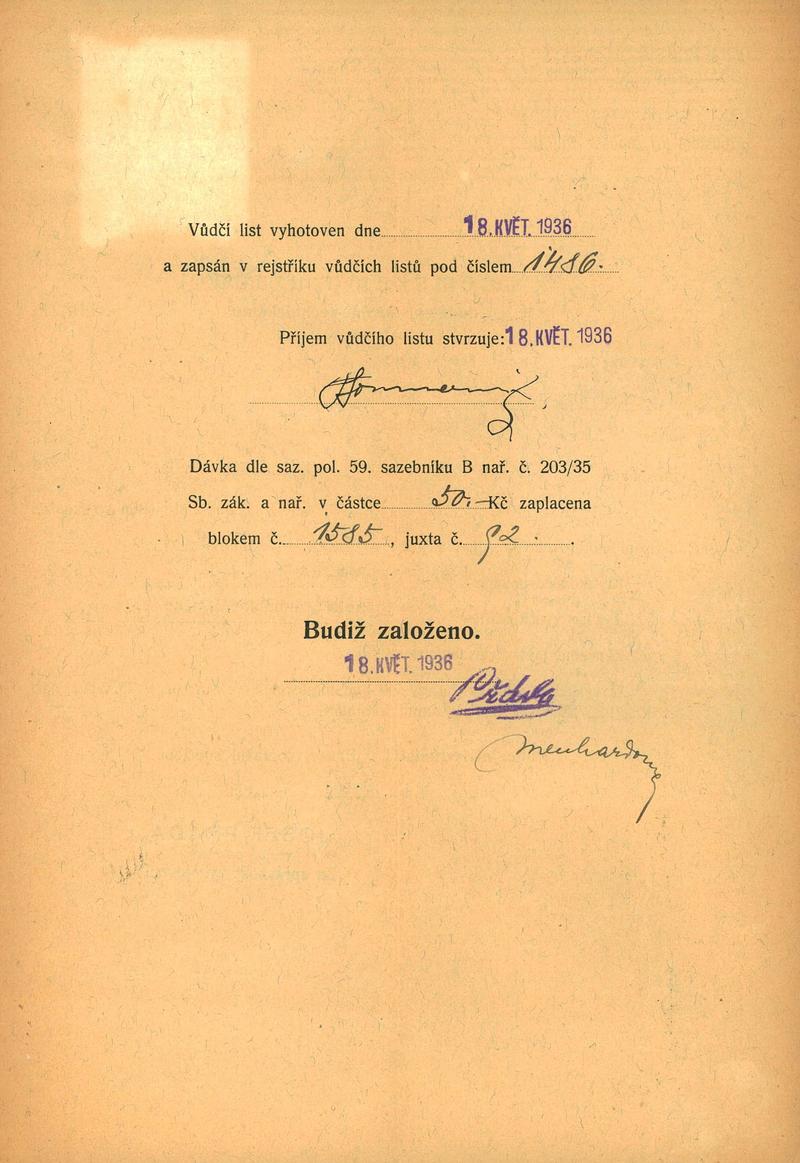 Vůdčí list vyhotoven dne 18. KVĚT. 1936
a zapsán v rejstříku vůdčích listů pod číslem 1486.
Příjem vůdčího listu stvrzuje: 18. KVĚT. 1936
Dávka dle saz. pol. 59. sazebníku B nař. č. 203/35
Sb. zák. a nař. v částce 50.— Kč zaplacena
blokem č. 1585, juxta č. 92.
Budiž založeno.
18. KVĚT. 1936